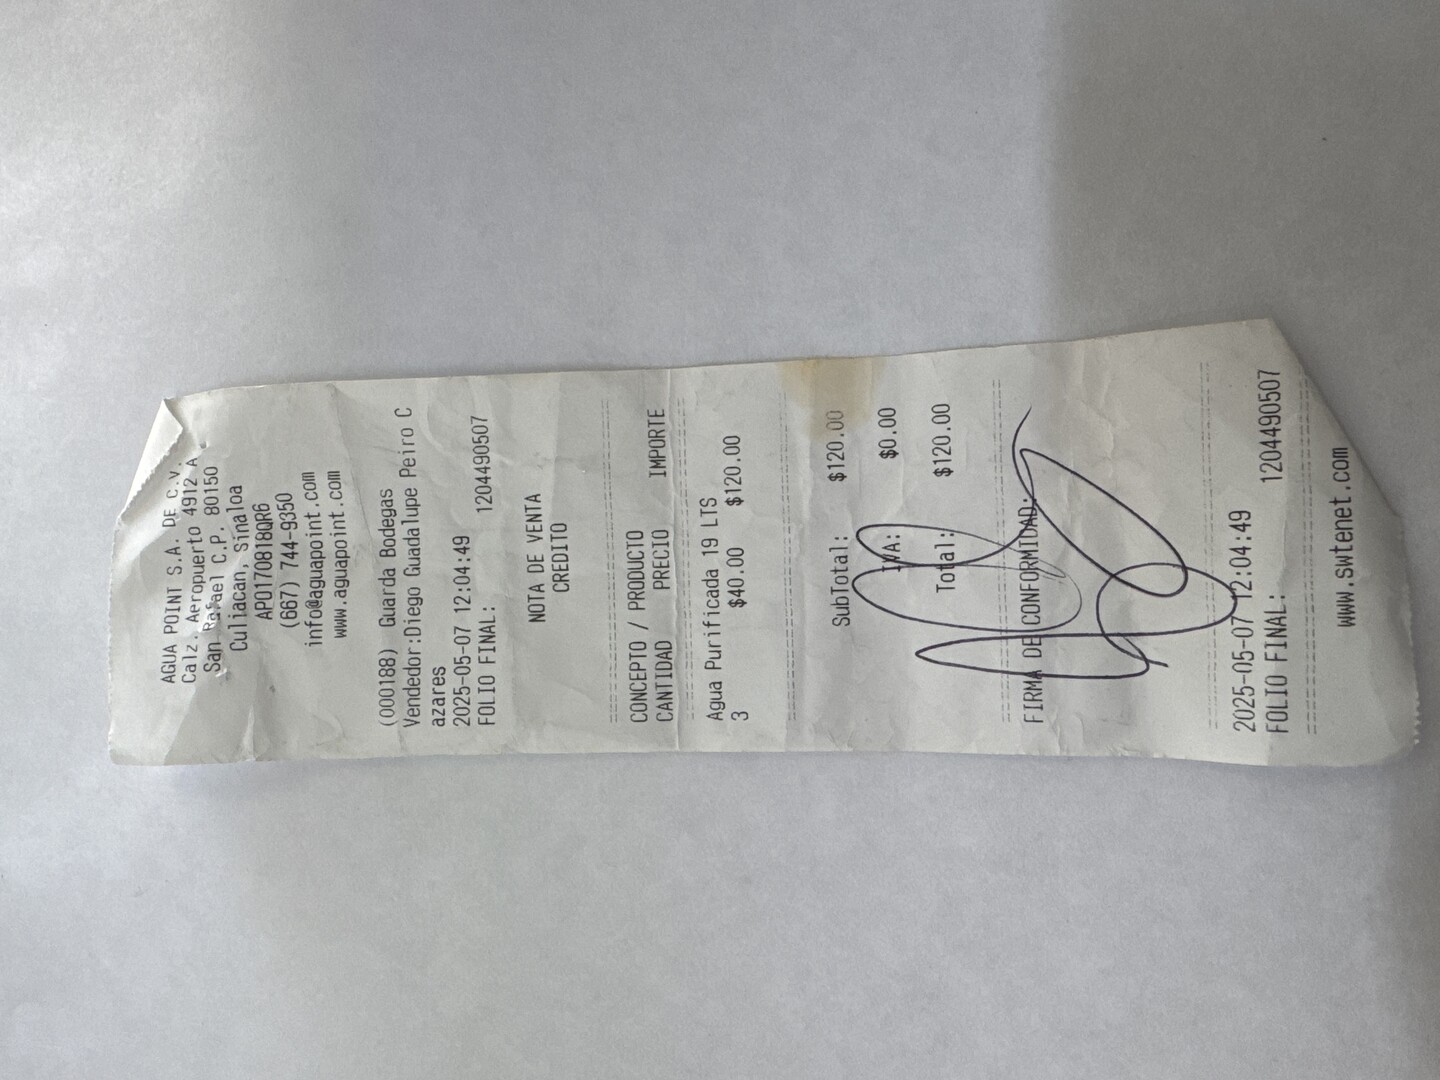 AGUA POINT S.A. DE C.V.
Calz. Aeropuerto 4912 A
San Rafael C.P. 80150
Culiacan, Sinaloa
APO170818QR6
(667) 744-9350
info@aguapoint.com
www.aguapoint.com
(000188) Guarda Bodegas
Vendedor:Diego Guadalupe Peiro C
azares
2025-05-07 12:04:49
FOLIO FINAL: 1204490507
NOTA DE VENTA
CREDITO
CONCEPTO / PRODUCTO
CANTIDAD PRECIO IMPORTE
Agua Purificada 19 LTS
3 $40.00 $120.00
SubTotal: $120.00
IVA: $0.00
Total: $120.00
FIRMA DE CONFORMIDAD:
2025-05-07 12:04:49
FOLIO FINAL: 1204490507
www.swtenet.com